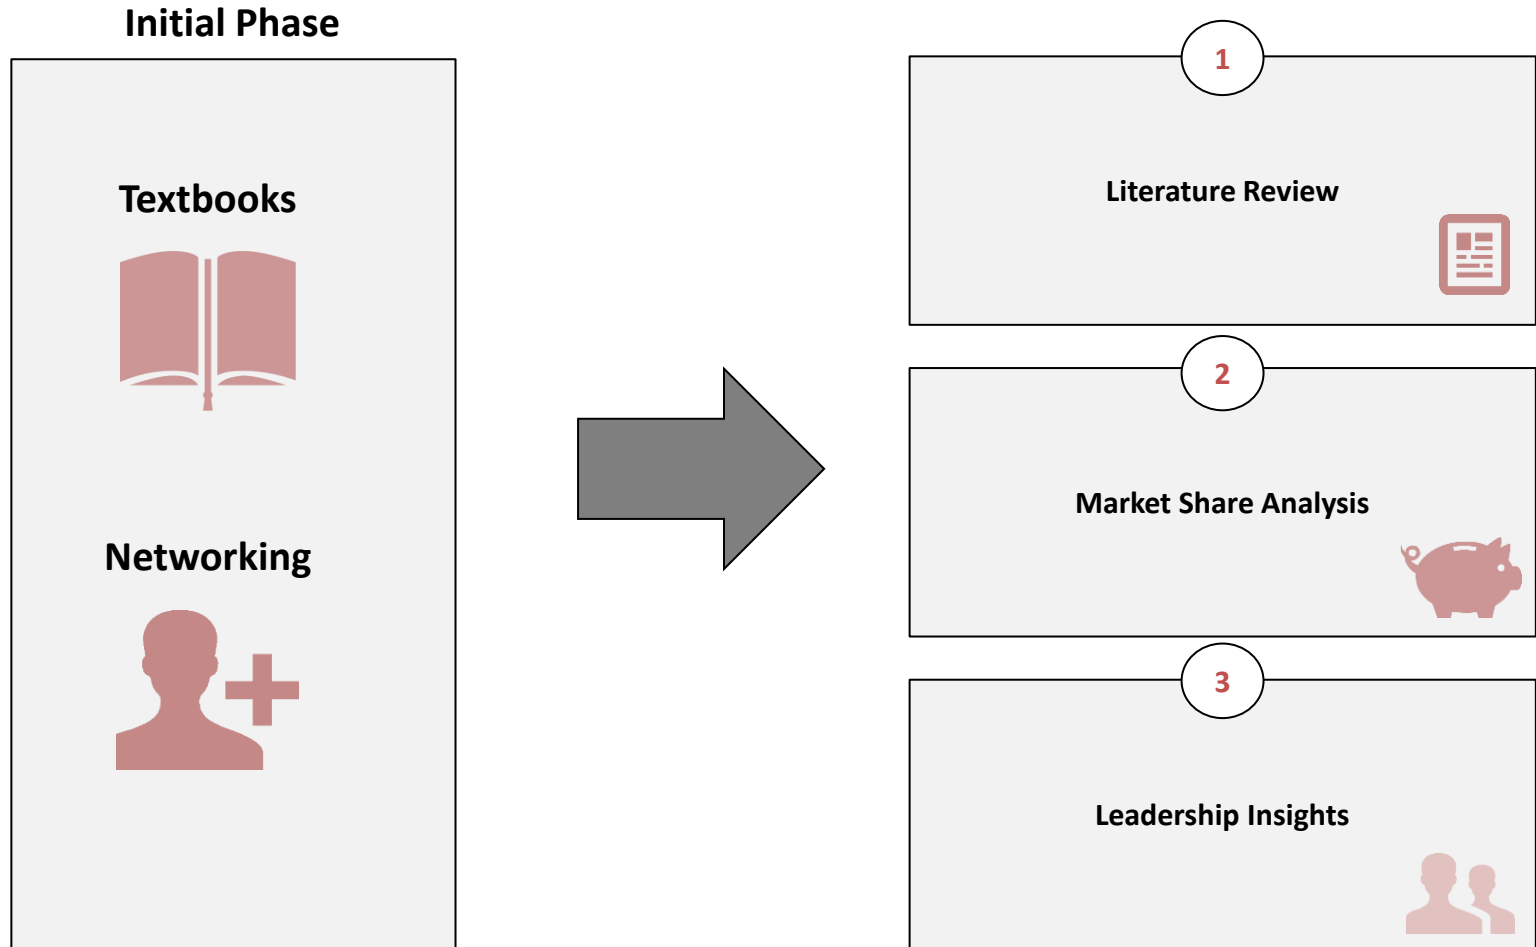 Initial Phase
Textbooks
Networking
1
Literature Review
2
Market Share Analysis
3
Leadership Insights